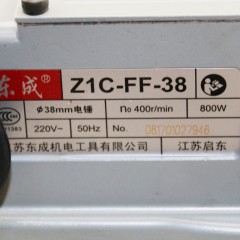 东成 Z1C-FF-38
Φ38mm电锤 n0 400r/min 800W
220V~ 50Hz No. 081701027946
江苏东成机电工具有限公司 江苏启东